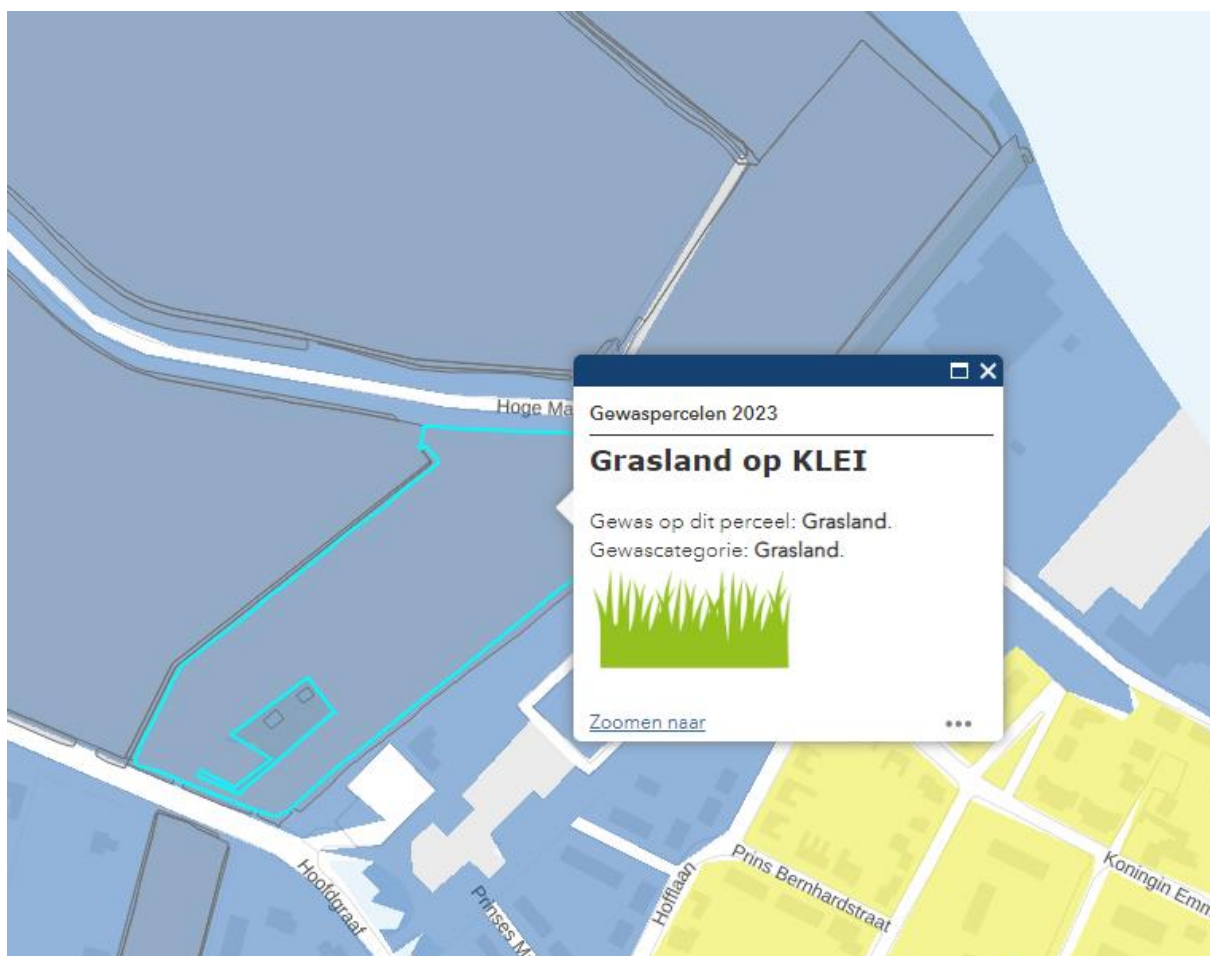 Hoge Ma
Gewaspercelen 2023
Grasland op KLEI
Gewas op dit perceel: Grasland.
Gewascategorie: Grasland.
Zoomen naar
Hoofdgraaf
Prinses M
Hofflaan
Prins Bernhardstraat
Koningin Emm